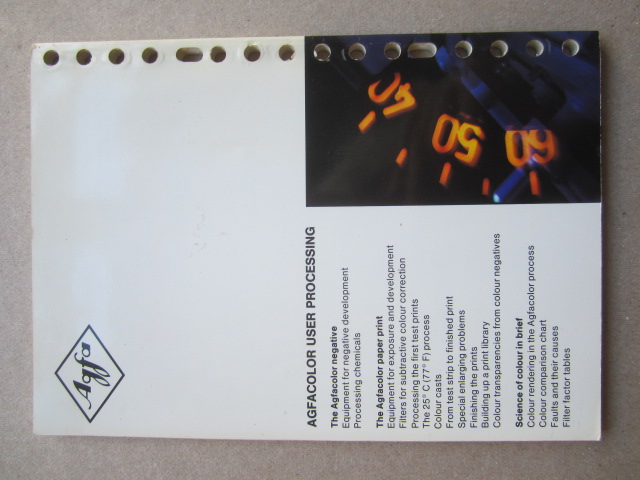 Agfa
45
50
60
AGFACOLOR USER PROCESSING
The Agfacolor negative
Equipment for negative development
Processing chemicals
The Agfacolor paper print
Equipment for exposure and development
Filters for subtractive colour correction
Processing the first test prints
The 25° C (77° F) process
Colour casts
From test strip to finished print
Special enlarging problems
Finishing the prints
Building up a print library
Colour transparencies from colour negatives
Science of colour in brief
Colour rendering in the Agfacolor process
Colour comparison chart
Faults and their causes
Filter factor tables